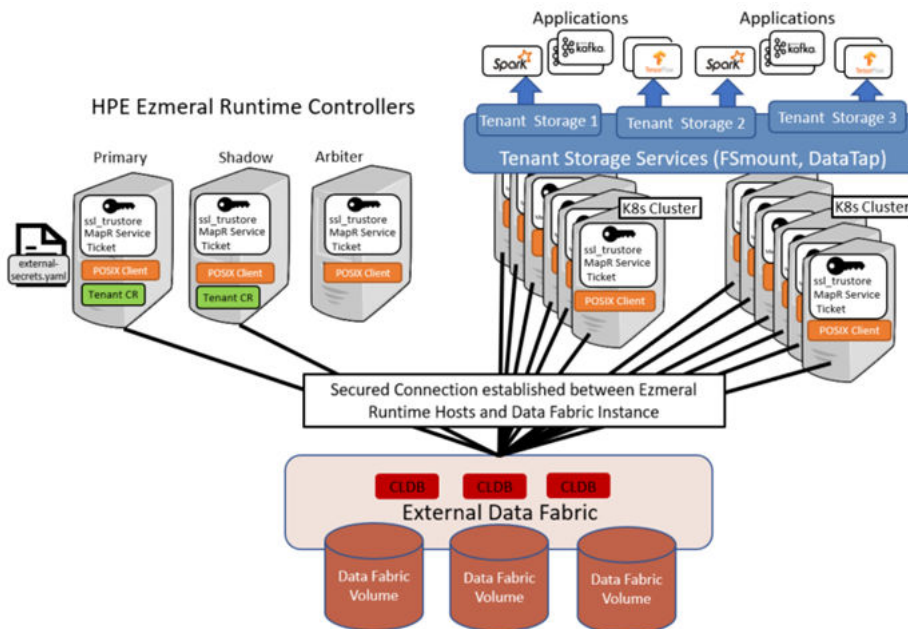 Applications
Applications
Spark
kafka
TensorFlow
Spark
kafka
TensorFlow
HPE Ezmeral Runtime Controllers
Tenant Storage 1
Tenant Storage 2
Tenant Storage 3
Tenant Storage Services (FSmount, DataTap)
Primary
Shadow
Arbiter
external-
secrets.yaml
ssl_trustore
MapR Service
Ticket
POSIX Client
Tenant CR
ssl_trustore
MapR Service
Ticket
POSIX Client
Tenant CR
ssl_trustore
MapR Service
Ticket
POSIX Client
K8s Cluster
ssl_trustore
MapR Service
Ticket
POSIX Client
K8s Cluster
ssl_trustore
MapR Service
Ticket
POSIX Client
Secured Connection established between Ezmeral
Runtime Hosts and Data Fabric Instance
CLDB
CLDB
CLDB
External Data Fabric
Data Fabric
Volume
Data Fabric
Volume
Data Fabric
Volume